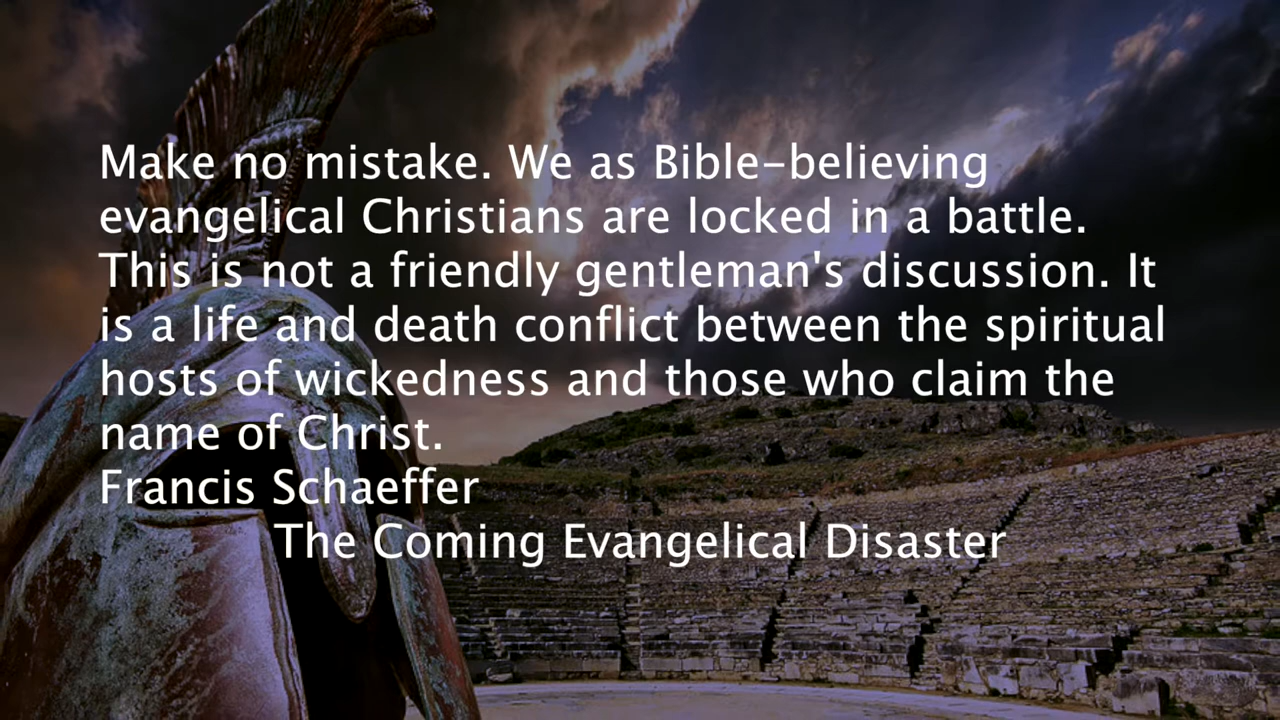 Make no mistake. We as Bible-believing
evangelical Christians are locked in a battle.
This is not a friendly gentleman's discussion. It
is a life and death conflict between the spiritual
hosts of wickedness and those who claim the
name of Christ.
Francis Schaeffer
The Coming Evangelical Disaster